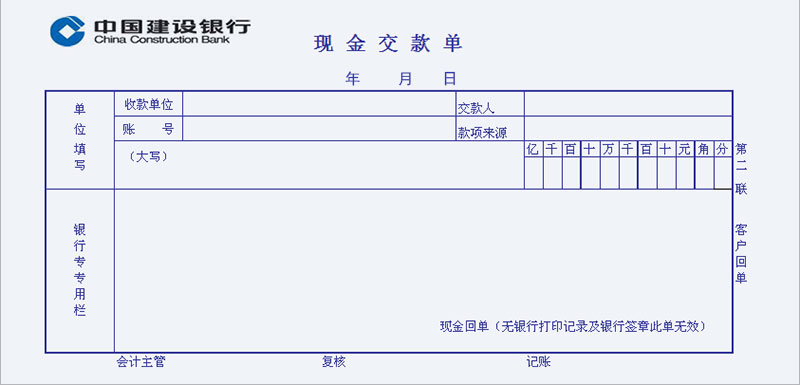 中国建设银行
China Construction Bank
现金交款单
年 月 日
单位填写
收款单位
交款人
账 号
款项来源
(大写)
亿千百十万千百十元角分
第二联
客户回单
银行专专用栏
现金回单(无银行打印记录及银行签章此单无效)
会计主管 复核 记账